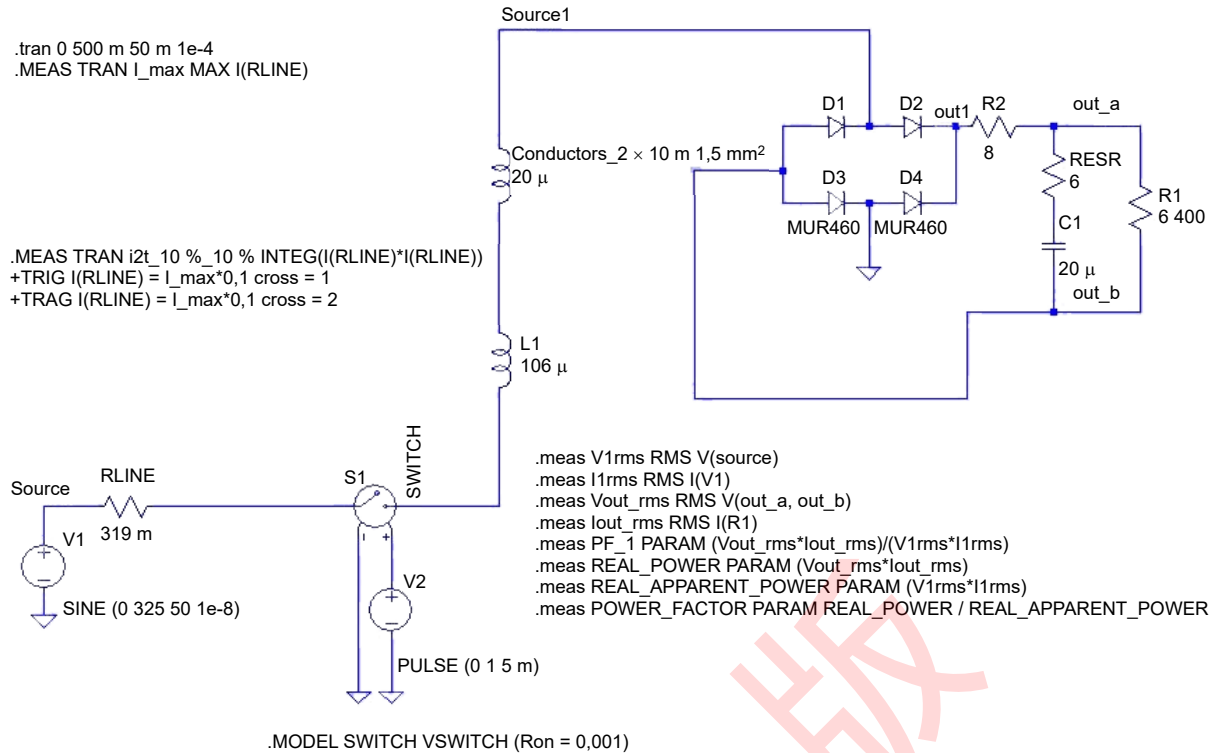 Source1
.tran 0 500 m 50 m 1e-4
.MEAS TRAN I_max MAX I(RLINE)
D1
D2
out1
R2
8
out_a
Conductors_2 × 10 m 1,5 mm²
20 µ
D3
MUR460
D4
MUR460
RESR
6
R1
6 400
C1
20 µ
out_b
.MEAS TRAN i2t_10 %_10 % INTEG(I(RLINE)*I(RLINE))
+TRIG I(RLINE) = I_max*0,1 cross = 1
+TRAG I(RLINE) = I_max*0,1 cross = 2
L1
106 µ
SWITCH
.meas V1rms RMS V(source)
.meas I1rms RMS I(V1)
.meas Vout_rms RMS V(out_a, out_b)
.meas Iout_rms RMS I(R1)
.meas PF_1 PARAM (Vout_rms*Iout_rms)/(V1rms*I1rms)
.meas REAL_POWER PARAM (Vout_rms*Iout_rms)
.meas REAL_APPARENT_POWER PARAM (V1rms*I1rms)
.meas POWER_FACTOR PARAM REAL_POWER / REAL_APPARENT_POWER
Source
RLINE
319 m
S1
V1
SINE (0 325 50 1e-8)
V2
PULSE (0 1 5 m)
.MODEL SWITCH VSWITCH (Ron = 0,001)
版